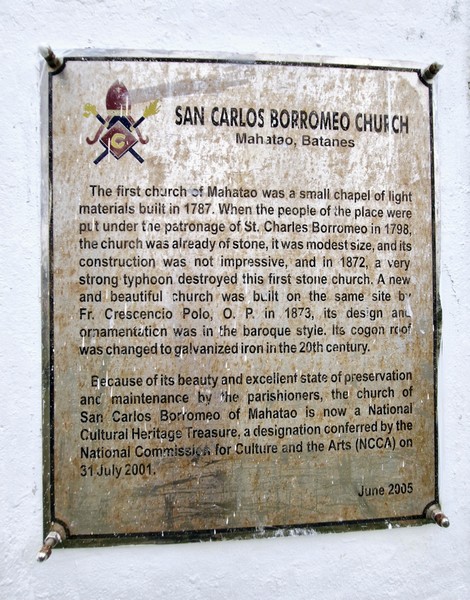 SAN CARLOS BORROMEO CHURCH
Mahatao, Batanes
The first church of Mahatao was a small chapel of light
materials built in 1787. When the people of the place were
put under the patronage of St. Charles Borromeo in 1798,
the church was already of stone, it was modest size, and its
construction was not impressive, and in 1872, a very
strong typhoon destroyed this first stone church. A new
and beautiful church was built on the same site by
Fr. Crescencio Polo, O. P. in 1873, its design and
ornamentation was in the baroque style. Its cogon roof
was changed to galvanized iron in the 20th century.
Because of its beauty and excellent state of preservation
and maintenance by the parishioners, the church of
San Carlos Borromeo of Mahatao is now a National
Cultural Heritage Treasure, a designation conferred by the
National Commission for Culture and the Arts (NCCA) on
31 July 2001.
June 2005